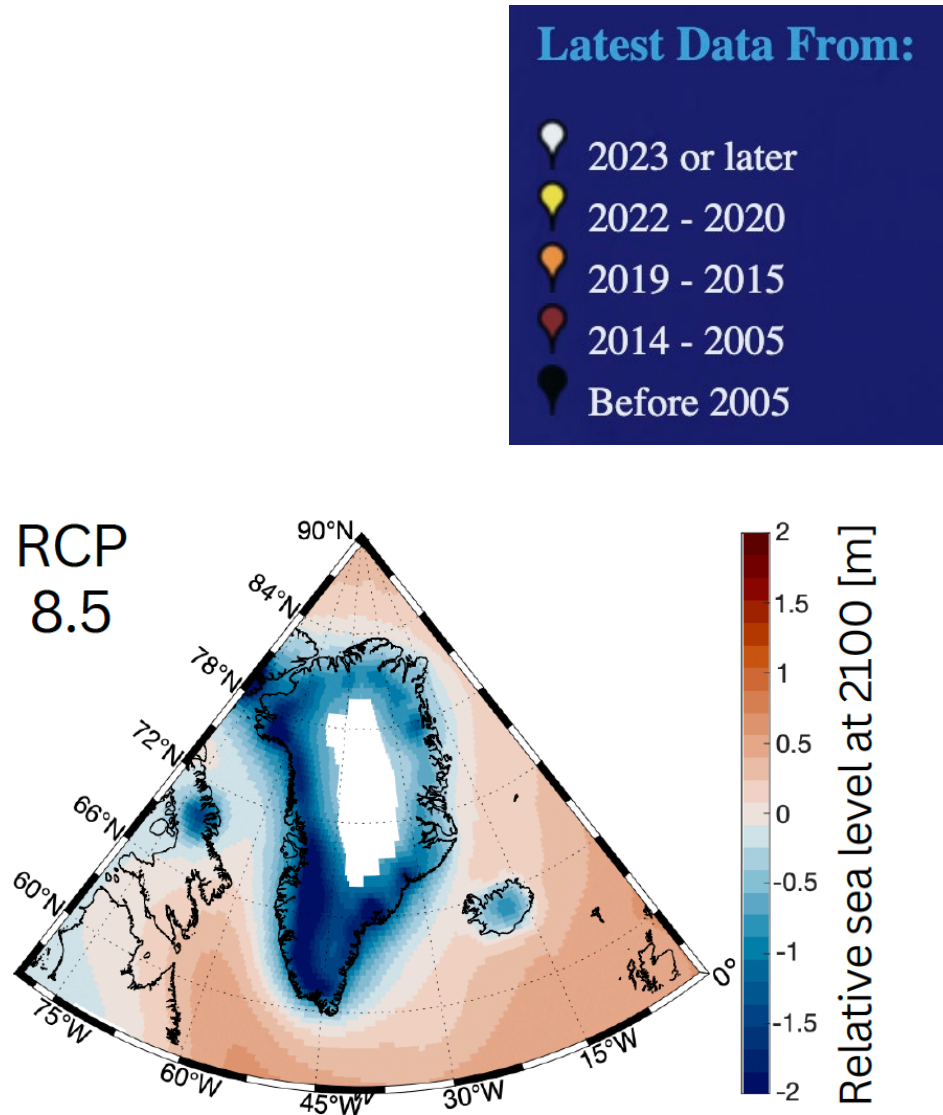 Latest Data From:
2023 or later
2022 - 2020
2019 - 2015
2014 - 2005
Before 2005
RCP
8.5
90°N
84°N
78°N
72°N
66°N
60°N
75°W
60°W
45°W
30°W
15°W
0°
2
1.5
1
0.5
0
-0.5
-1
-1.5
-2
Relative sea level at 2100 [m]